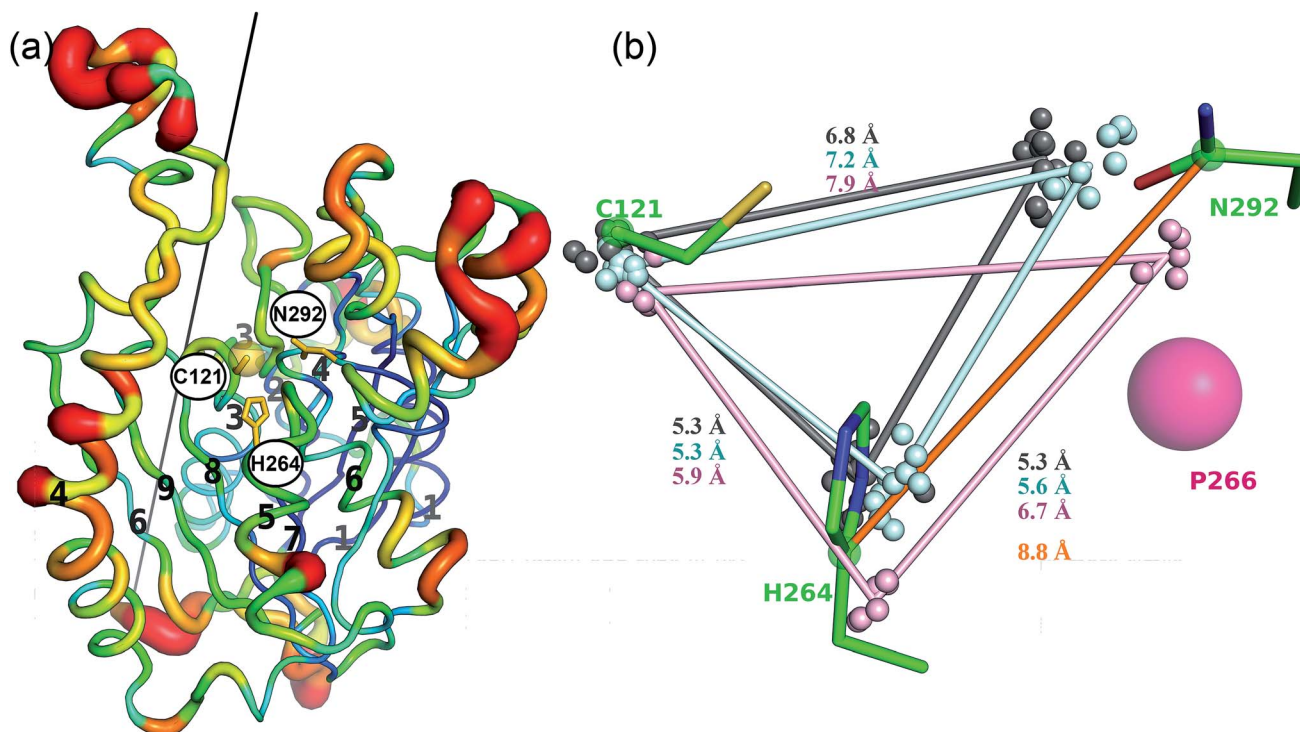 (a)
N292
3
C121
4
2
3
5
H264
8
6
4
9
5
1
6
7
1
(b)
6.8 Å
7.2 Å
7.9 Å
C121
N292
5.3 Å
5.3 Å
5.9 Å
5.3 Å
5.6 Å
6.7 Å
P266
8.8 Å
H264